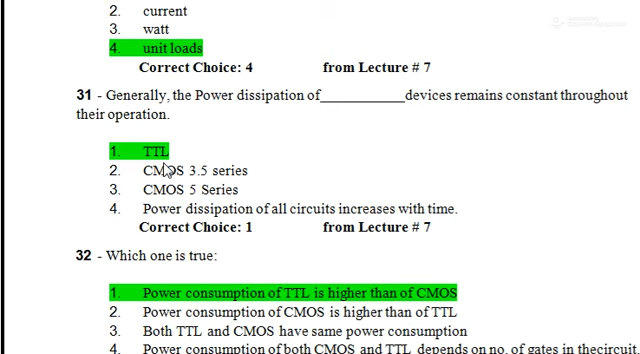 2. current
3. watt
4. unit loads
Correct Choice: 4 from Lecture # 7
31 - Generally, the Power dissipation of____________devices remains constant throughout
their operation.
1. TTL
2. CMOS 3.5 series
3. CMOS 5 Series
4. Power dissipation of all circuits increases with time.
Correct Choice: 1 from Lecture # 7
32 - Which one is true:
1. Power consumption of TTL is higher than of CMOS
2. Power consumption of CMOS is higher than of TTL
3. Both TTL and CMOS have same power consumption
4. Power consumption of both CMOS and TTL depends on no. of gates in thecircuit.